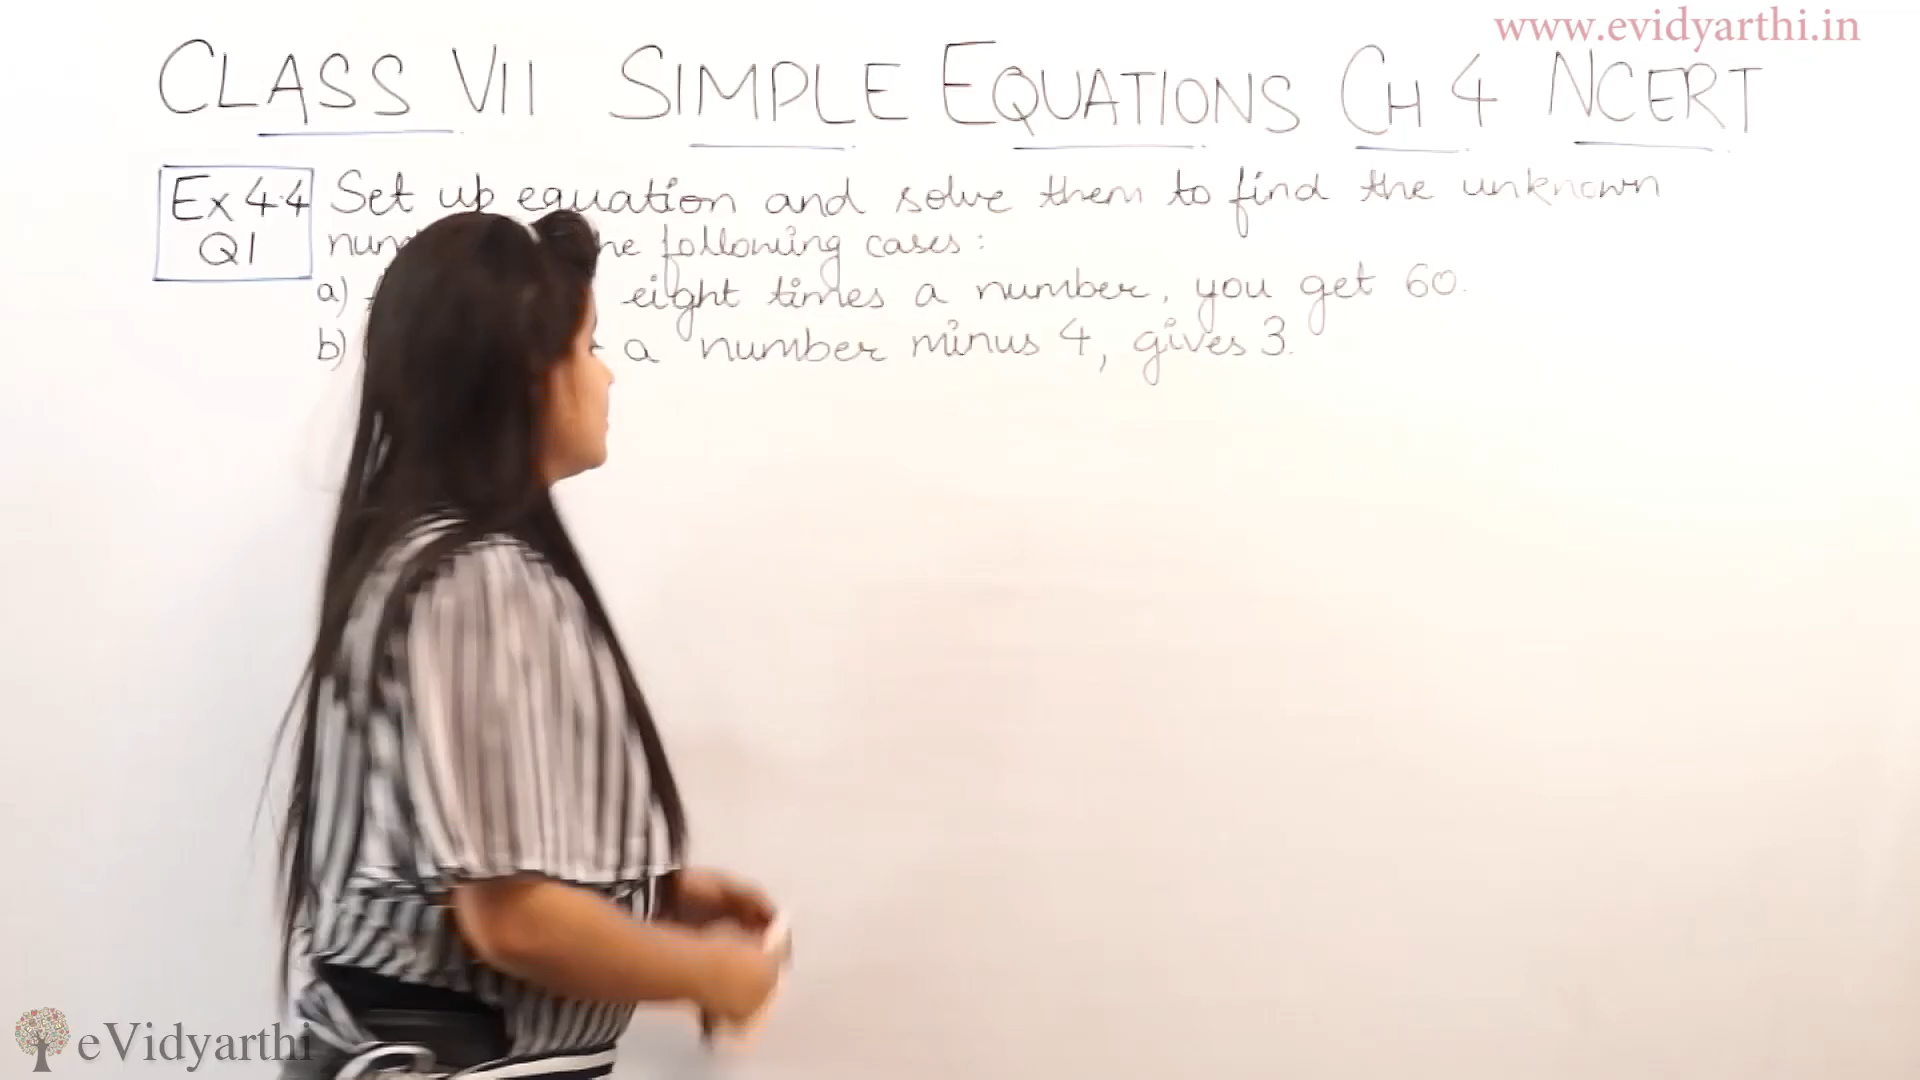 www.evidyarthi.in
CLASS VII SIMPLE EQUATIONS CH 4 NCERT
Ex 4.4
Q1
Set up equation and solve them to find the unknown
the following cases:
a) eight times a number, you get 60.
b) a number minus 4, gives 3.
eVidyarthi